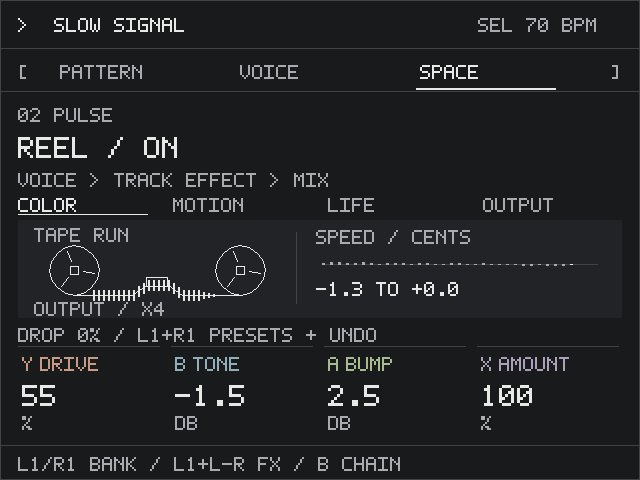 > SLOW SIGNAL SEL 70 BPM
[ PATTERN VOICE SPACE ]
02 PULSE
REEL / ON
VOICE > TRACK EFFECT > MIX
COLOR MOTION LIFE OUTPUT
TAPE RUN SPEED / CENTS
-1.3 TO +0.0
OUTPUT / X4
DROP 0% / L1+R1 PRESETS + UNDO
Y DRIVE B TONE A BUMP X AMOUNT
55 -1.5 2.5 100
% DB DB %
L1/R1 BANK / L1+L-R FX / B CHAIN